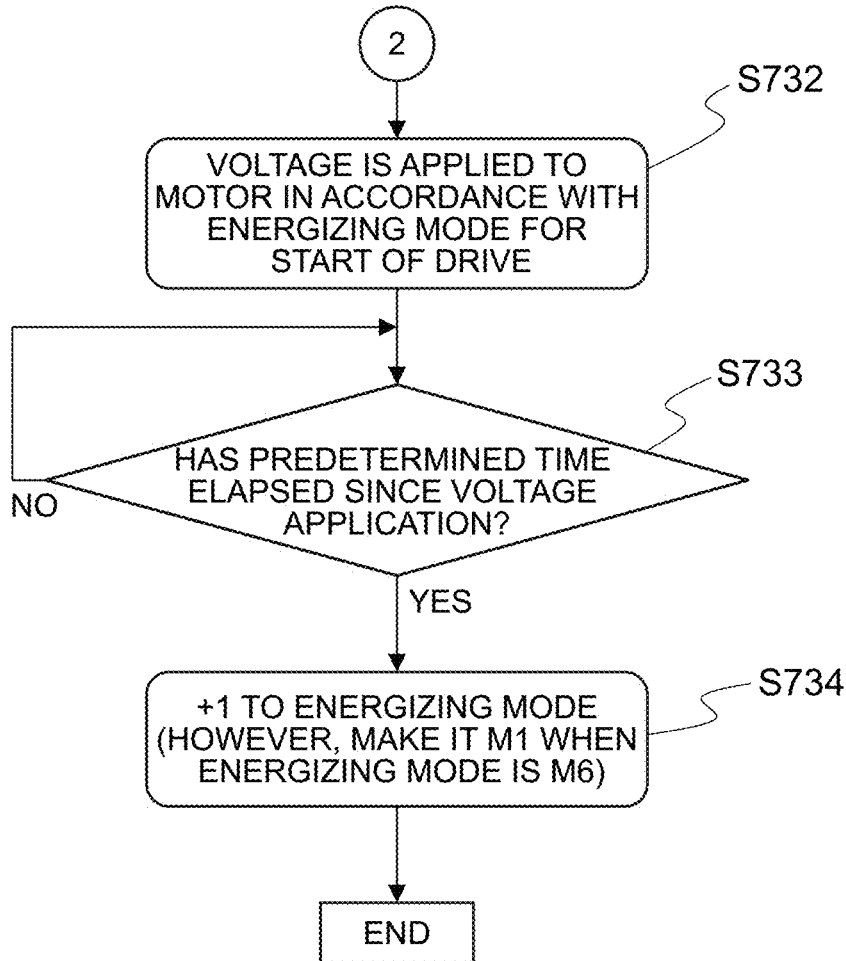 2
S732
VOLTAGE IS APPLIED TO
MOTOR IN ACCORDANCE WITH
ENERGIZING MODE FOR
START OF DRIVE
S733
HAS PREDETERMINED TIME
ELAPSED SINCE VOLTAGE
APPLICATION?
NO
YES
S734
+1 TO ENERGIZING MODE
(HOWEVER, MAKE IT M1 WHEN
ENERGIZING MODE IS M6)
END